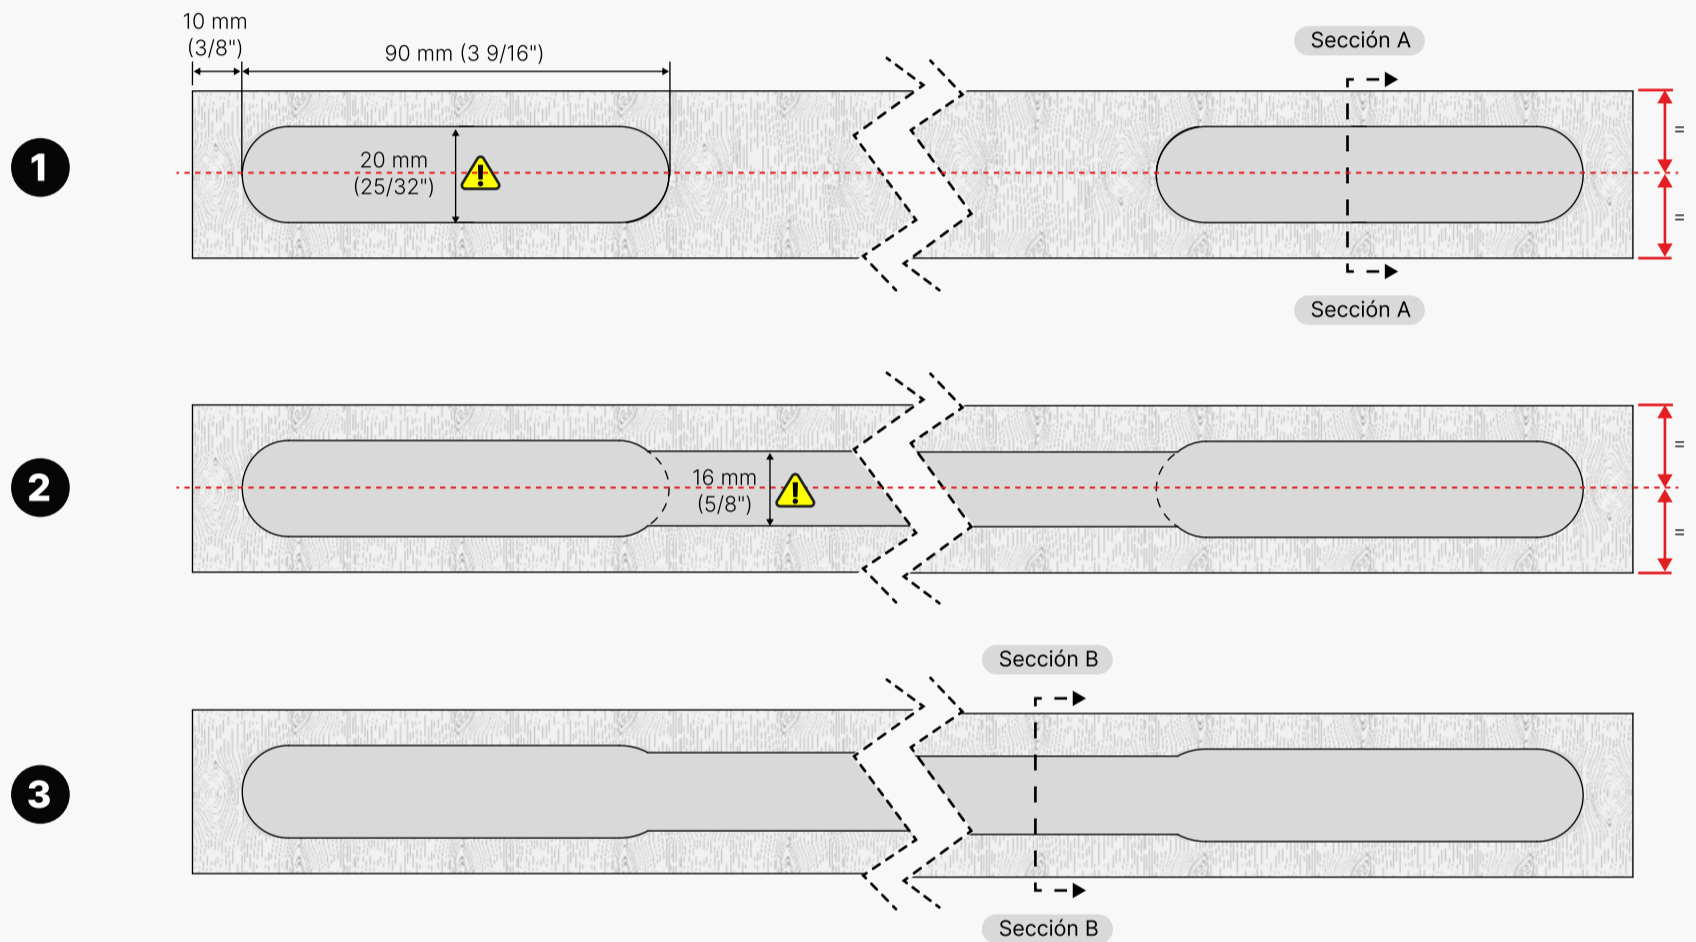 10 mm
(3/8")
90 mm (3 9/16")
Sección A
1
20 mm
(25/32")
=
=
Sección A
2
16 mm
(5/8")
=
=
Sección B
3
Sección B